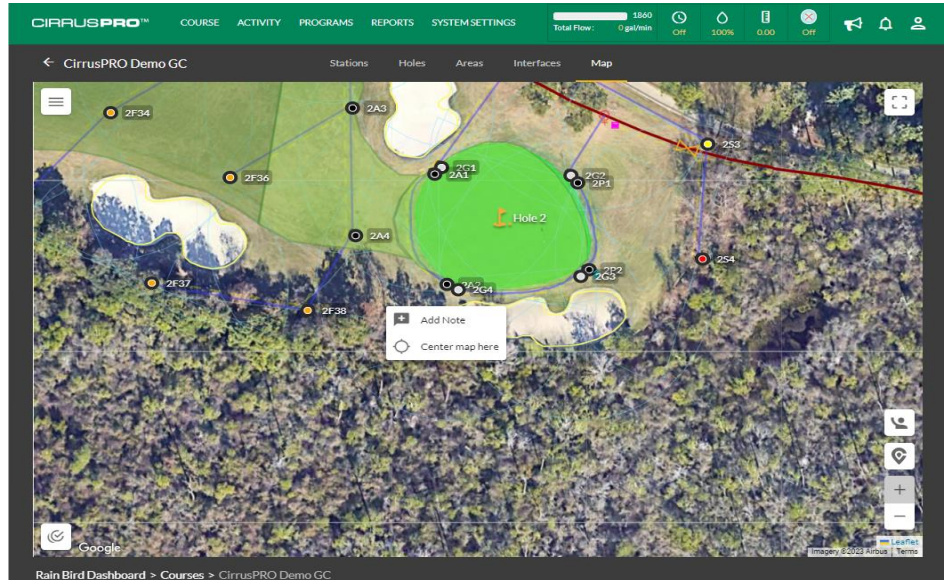 CIRRUSPRO™ COURSE ACTIVITY PROGRAMS REPORTS SYSTEM SETTINGS
1860
Total Flow: 0 gal/min
Off 100% 0.00 Off
CirrusPRO Demo GC
Stations Holes Areas Interfaces Map
2F34
2A3
2S3
2G1
2A1
2F36
2G2
2P1
Hole 2
2A4
2S4
2P2
2G3
2F37
2A2
2G4
2F38
Add Note
Center map here
+
−
Google
Leaflet
Imagery ©2023 Airbus Terms
Rain Bird Dashboard > Courses > CirrusPRO Demo GC